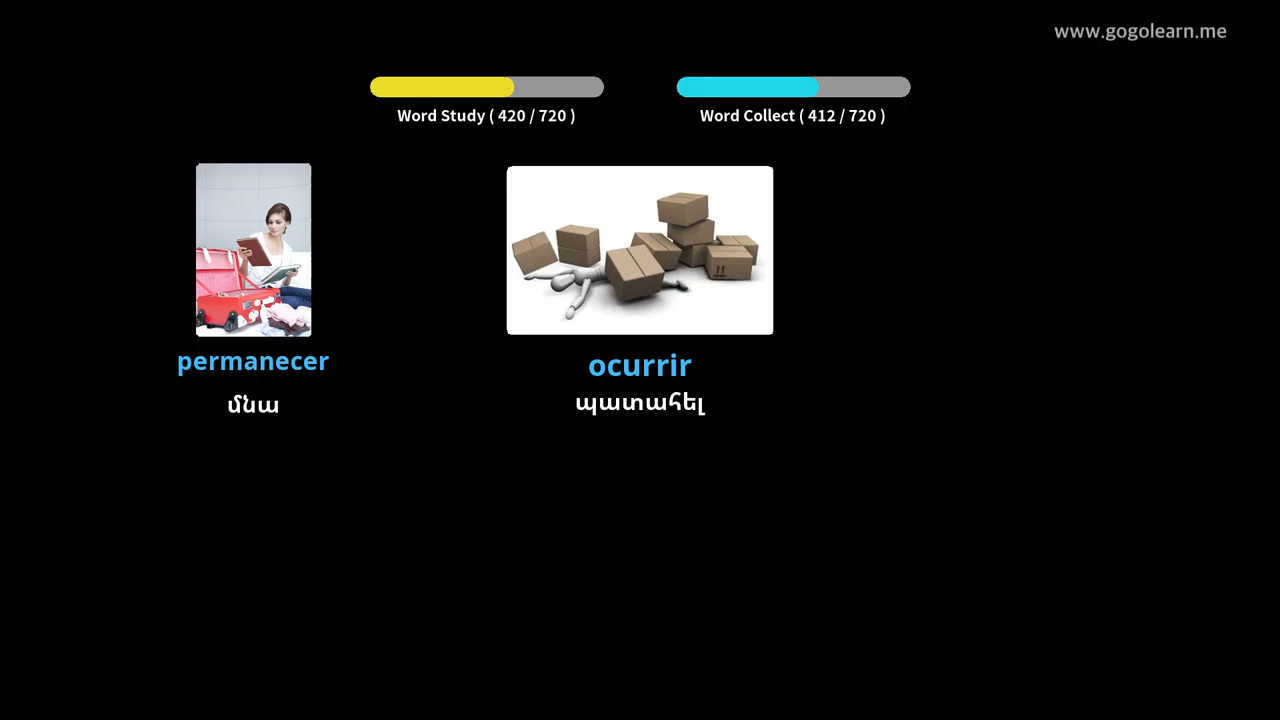 www.gogolearn.me
Word Study ( 420 / 720 )
Word Collect ( 412 / 720 )
permanecer
մնա
ocurrir
պատահել